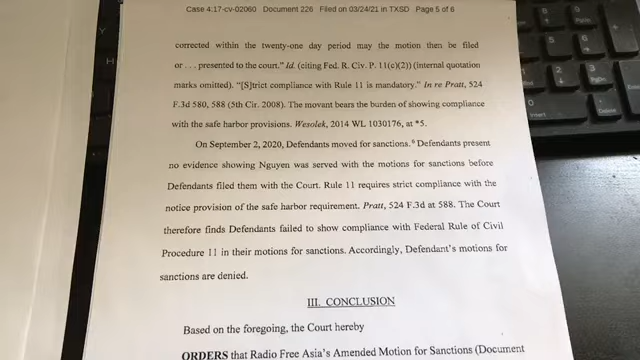 Case 4:17-cv-02060 Document 226 Filed on 03/24/21 in TXSD Page 5 of 6
corrected within the twenty-one day period may the motion then be filed
or . . . presented to the court." Id. (citing Fed. R. Civ. P. 11(c)(2)) (internal quotation
marks omitted). "[S]trict compliance with Rule 11 is mandatory." In re Pratt, 524
F.3d 580, 588 (5th Cir. 2008). The movant bears the burden of showing compliance
with the safe harbor provisions. Wesolek, 2014 WL 1030176, at *5.
On September 2, 2020, Defendants moved for sanctions.⁶ Defendants present
no evidence showing Nguyen was served with the motions for sanctions before
Defendants filed them with the Court. Rule 11 requires strict compliance with the
notice provision of the safe harbor requirement. Pratt, 524 F.3d at 588. The Court
therefore finds Defendants failed to show compliance with Federal Rule of Civil
Procedure 11 in their motions for sanctions. Accordingly, Defendant's motions for
sanctions are denied.
III. CONCLUSION
Based on the foregoing, the Court hereby
ORDERS that Radio Free Asia's Amended Motion for Sanctions (Document